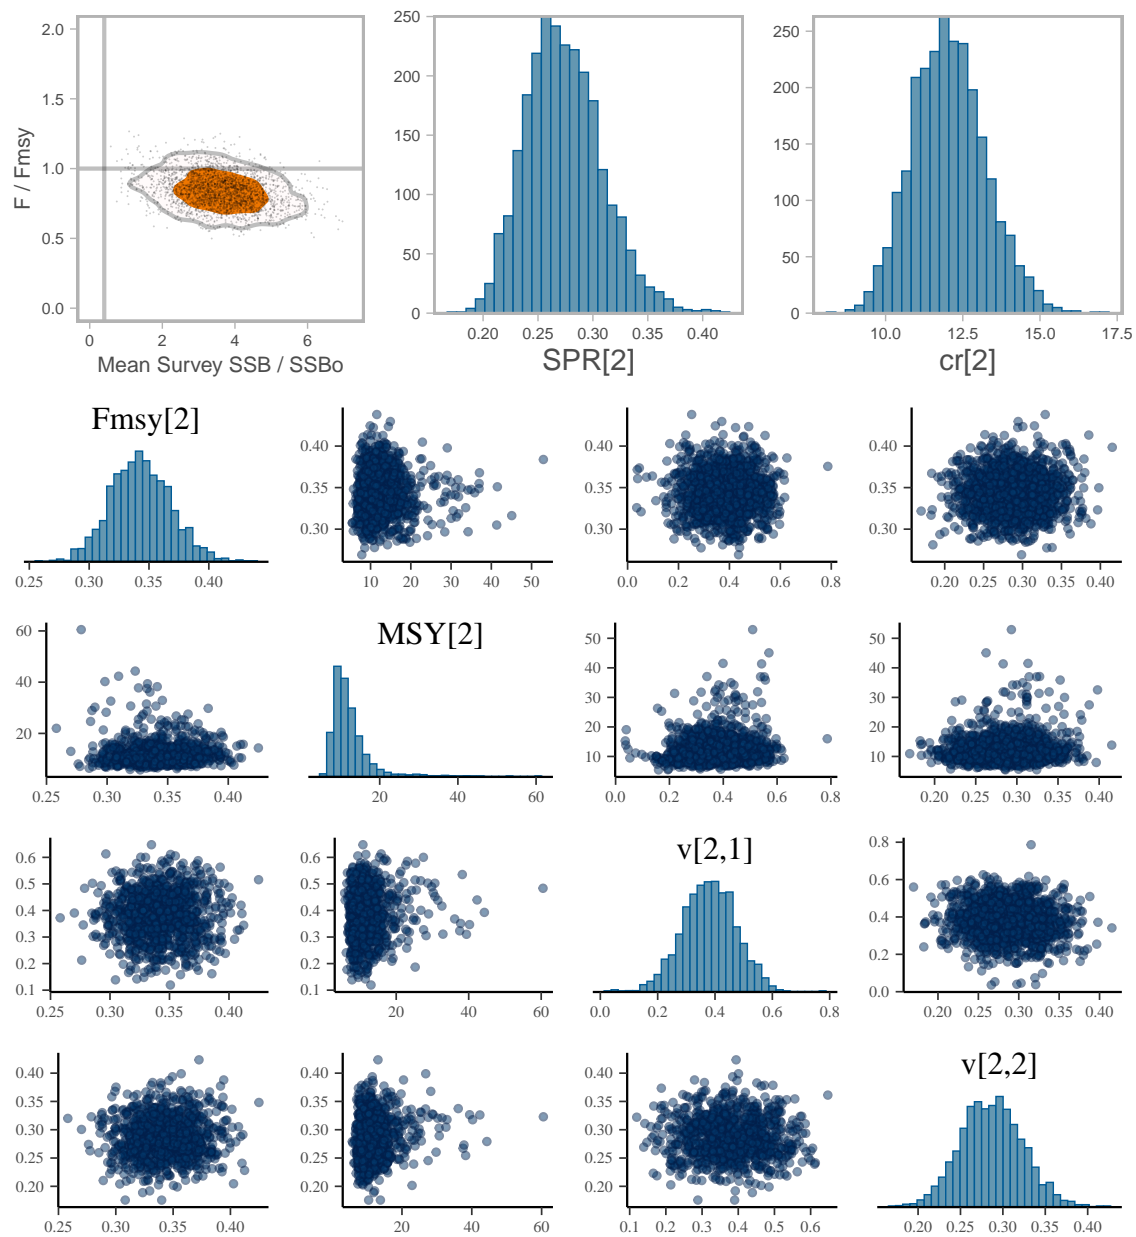 2.0
1.5
1.0
0.5
0.0
F / Fmsy
0 2 4 6
Mean Survey SSB / SSBo
250
200
150
100
50
0
0.20 0.25 0.30 0.35 0.40
SPR[2]
250
200
150
100
50
0
10.0 12.5 15.0 17.5
cr[2]
Fmsy[2]
0.25 0.30 0.35 0.40
0.40
0.35
0.30
10 20 30 40 50
0.40
0.35
0.30
0.0 0.2 0.4 0.6 0.8
0.40
0.35
0.30
0.20 0.25 0.30 0.35 0.40
60
40
20
0.25 0.30 0.35 0.40
MSY[2]
20 40 60
50
40
30
20
10
0.0 0.2 0.4 0.6 0.8
50
40
30
20
10
0.20 0.25 0.30 0.35 0.40
0.6
0.5
0.4
0.3
0.2
0.1
0.25 0.30 0.35 0.40
0.6
0.5
0.4
0.3
0.2
0.1
20 40 60
v[2,1]
0.0 0.2 0.4 0.6 0.8
0.8
0.6
0.4
0.2
0.0
0.20 0.25 0.30 0.35 0.40
0.40
0.35
0.30
0.25
0.20
0.25 0.30 0.35 0.40
0.40
0.35
0.30
0.25
0.20
20 40 60
0.40
0.35
0.30
0.25
0.20
0.1 0.2 0.3 0.4 0.5 0.6
v[2,2]
0.20 0.25 0.30 0.35 0.40